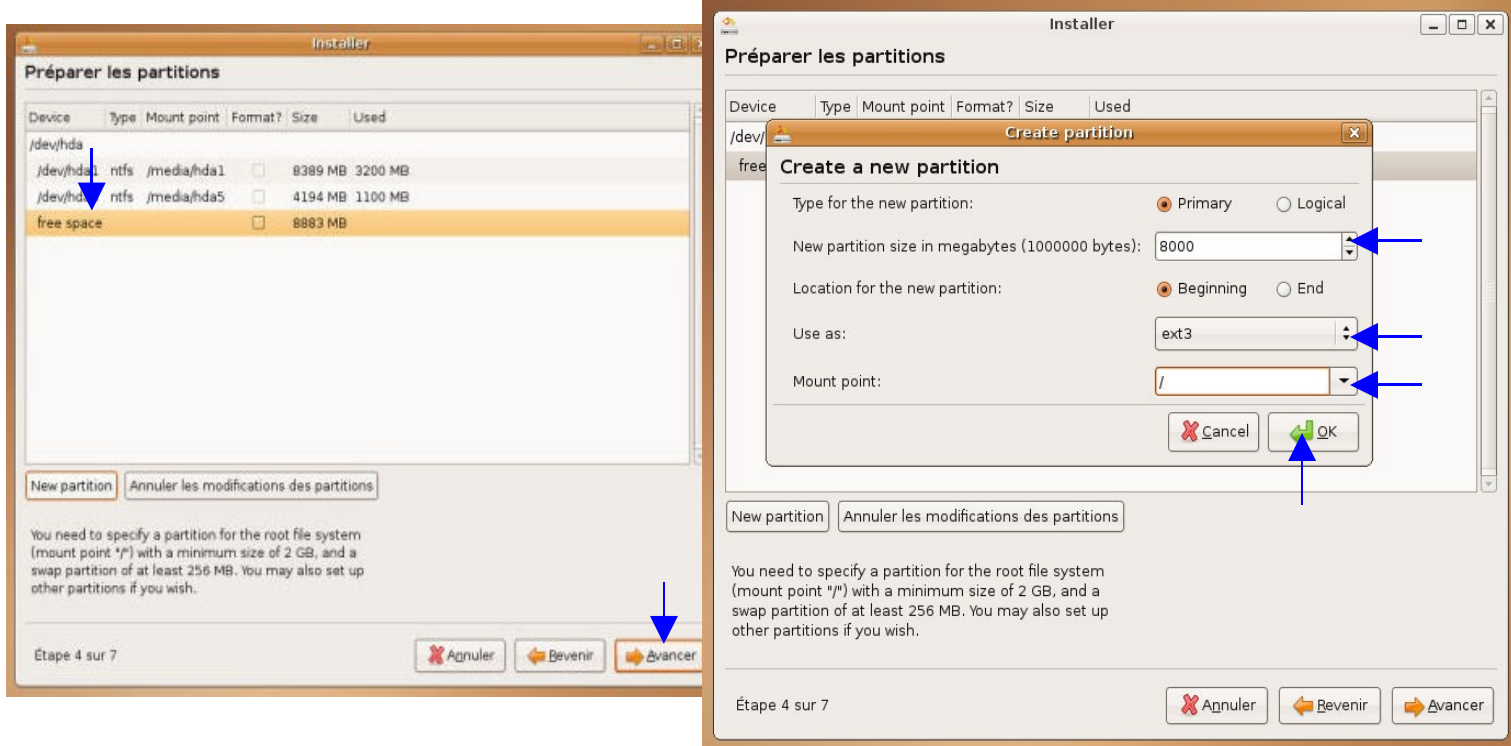 Installer
Préparer les partitions
Device Type Mount point Format? Size Used
/dev/hda
/dev/hda1 ntfs /media/hda1 8389 MB 3200 MB
/dev/hda ntfs /media/hda5 4194 MB 1100 MB
free space 8883 MB
New partition Annuler les modifications des partitions
You need to specify a partition for the root file system
(mount point "/") with a minimum size of 2 GB, and a
swap partition of at least 256 MB. You may also set up
other partitions if you wish.
Étape 4 sur 7 Annuler Revenir Avancer
Installer
Préparer les partitions
Device Type Mount point Format? Size Used
/dev/
free
Create partition
Create a new partition
Type for the new partition: Primary Logical
New partition size in megabytes (1000000 bytes): 8000
Location for the new partition: Beginning End
Use as: ext3
Mount point: /
Cancel OK
New partition Annuler les modifications des partitions
You need to specify a partition for the root file system
(mount point "/") with a minimum size of 2 GB, and a
swap partition of at least 256 MB. You may also set up
other partitions if you wish.
Étape 4 sur 7 Annuler Revenir Avancer